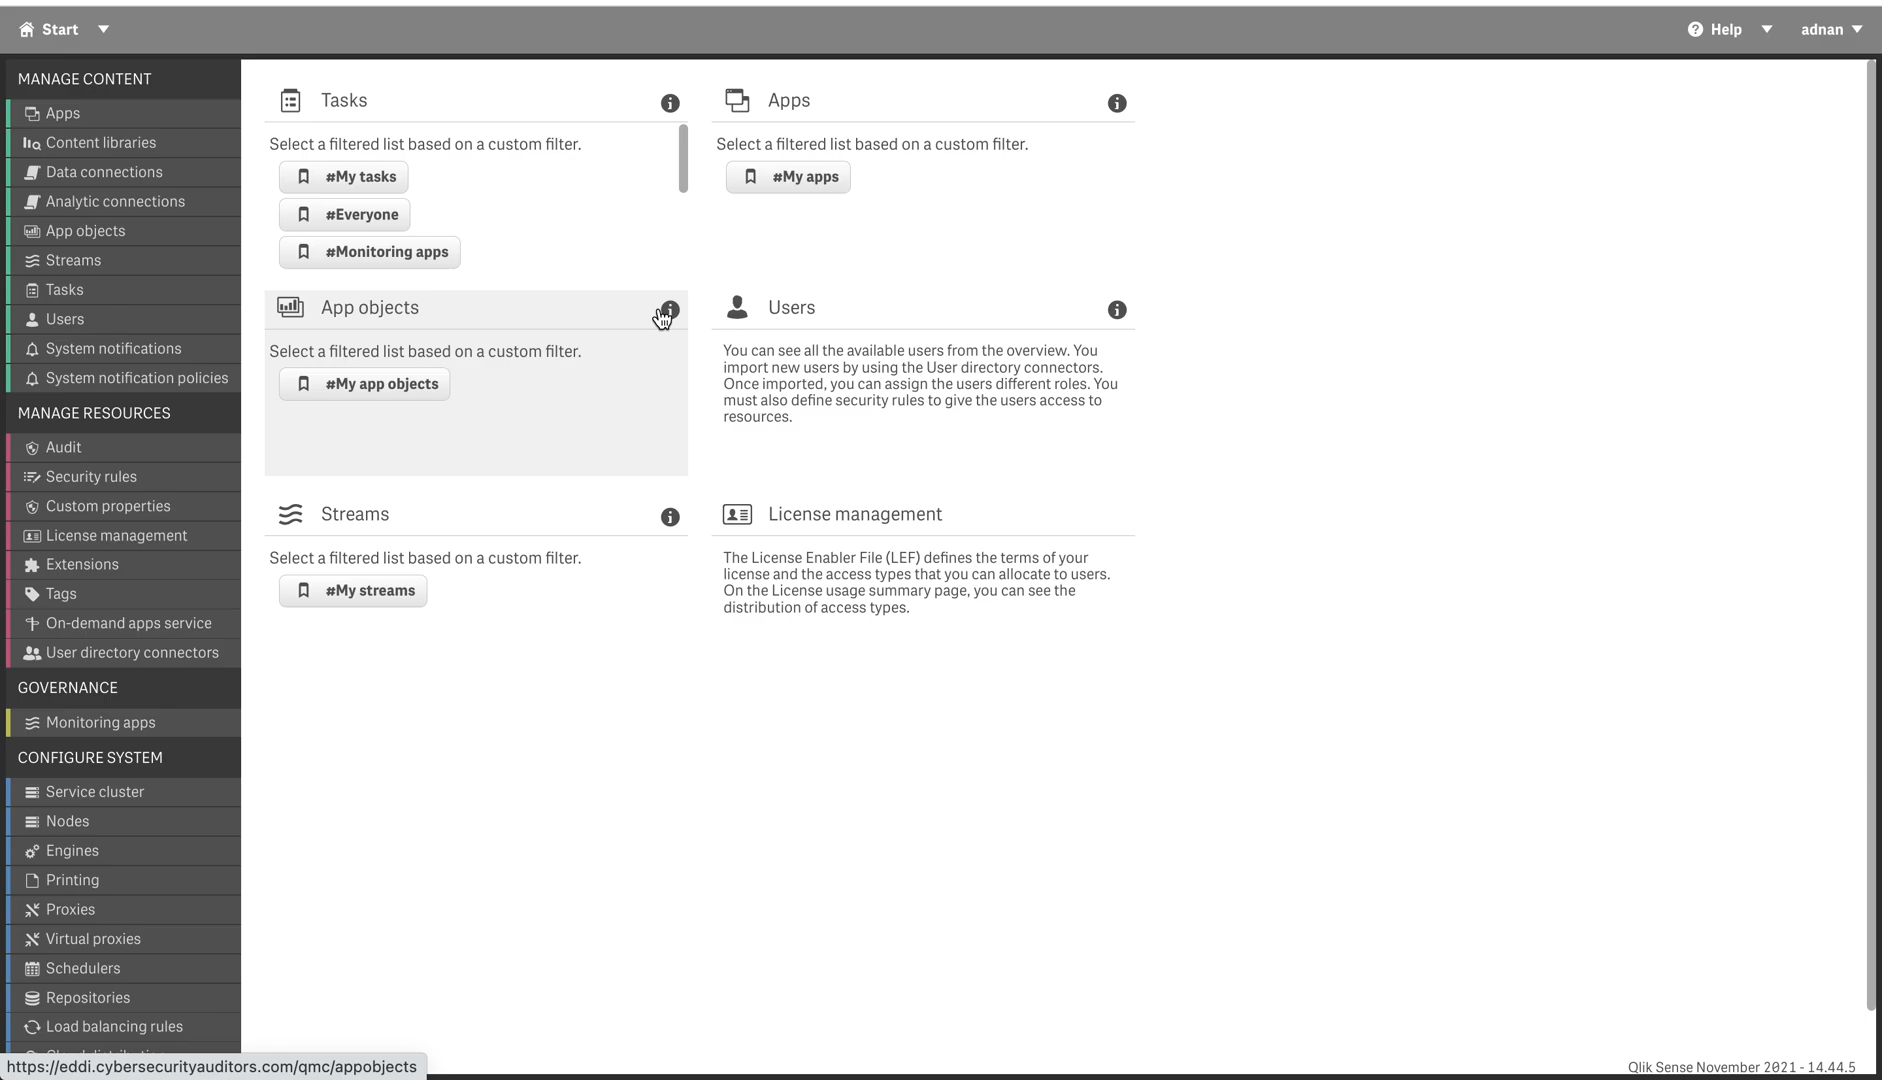 Start
Help
adnan
MANAGE CONTENT
Apps
Content libraries
Data connections
Analytic connections
App objects
Streams
Tasks
Users
System notifications
System notification policies
MANAGE RESOURCES
Audit
Security rules
Custom properties
License management
Extensions
Tags
On-demand apps service
User directory connectors
GOVERNANCE
Monitoring apps
CONFIGURE SYSTEM
Service cluster
Nodes
Engines
Printing
Proxies
Virtual proxies
Schedulers
Repositories
Load balancing rules
Tasks
Select a filtered list based on a custom filter.
#My tasks
#Everyone
#Monitoring apps
Apps
Select a filtered list based on a custom filter.
#My apps
App objects
Select a filtered list based on a custom filter.
#My app objects
Users
You can see all the available users from the overview. You
import new users by using the User directory connectors.
Once imported, you can assign the users different roles. You
must also define security rules to give the users access to
resources.
Streams
Select a filtered list based on a custom filter.
#My streams
License management
The License Enabler File (LEF) defines the terms of your
license and the access types that you can allocate to users.
On the License usage summary page, you can see the
distribution of access types.
https://eddi.cybersecurityauditors.com/qmc/appobjects
Qlik Sense November 2021 - 14.44.5